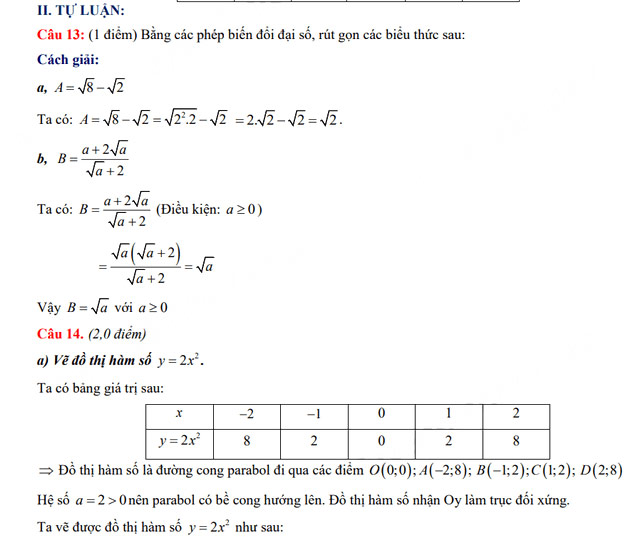 II. TỰ LUẬN:
Câu 13: (1 điểm) Bằng các phép biến đổi đại số, rút gọn các biểu thức sau:
Cách giải:
a, A = √8 − √2
Ta có: A = √8 − √2 = √(2².2) − √2 = 2.√2 − √2 = √2.
b, B = (a + 2√a)/(√a + 2)
Ta có: B = (a + 2√a)/(√a + 2) (Điều kiện: a ≥ 0)
= √a(√a + 2)/(√a + 2) = √a
Vậy B = √a với a ≥ 0
Câu 14. (2,0 điểm)
a) Vẽ đồ thị hàm số y = 2x².
Ta có bảng giá trị sau:
x −2 −1 0 1 2
y = 2x² 8 2 0 2 8
⇒ Đồ thị hàm số là đường cong parabol đi qua các điểm O(0;0); A(−2;8); B(−1;2); C(1;2); D(2;8)
Hệ số a = 2 > 0 nên parabol có bề cong hướng lên. Đồ thị hàm số nhận Oy làm trục đối xứng.
Ta vẽ được đồ thị hàm số y = 2x² như sau: